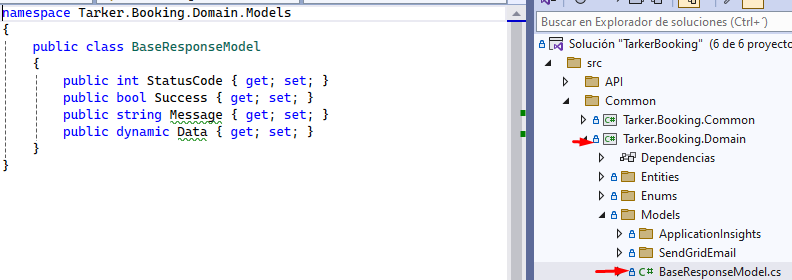 namespace Tarker.Booking.Domain.Models
{
public class BaseResponseModel
{
public int StatusCode { get; set; }
public bool Success { get; set; }
public string Message { get; set; }
public dynamic Data { get; set; }
}
}
Buscar en Explorador de soluciones (Ctrl+´)
Solución "TarkerBooking" (6 de 6 proyecto
src
API
Common
C# Tarker.Booking.Common
C# Tarker.Booking.Domain
Dependencias
Entities
Enums
Models
ApplicationInsights
SendGridEmail
C# BaseResponseModel.cs